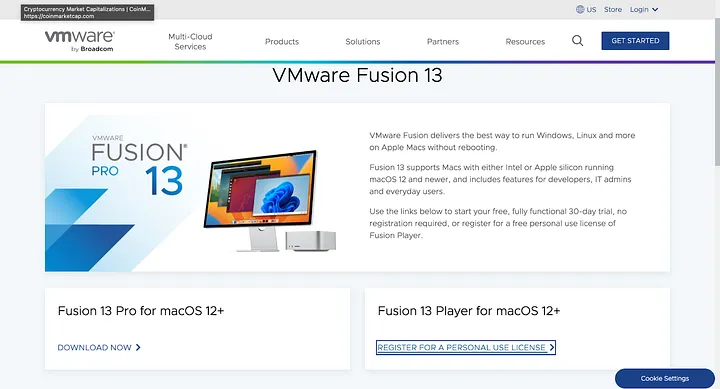 Cryptocurrency Market Capitalizations | CoinM...
https://coinmarketcap.com
US Store Login
vmware®
by Broadcom
Multi-Cloud
Services
Products
Solutions
Partners
Resources
GET STARTED
VMware Fusion 13
VMWARE
FUSION®
PRO 13
VMware Fusion delivers the best way to run Windows, Linux and more
on Apple Macs without rebooting.
Fusion 13 supports Macs with either Intel or Apple silicon running
macOS 12 and newer, and includes features for developers, IT admins
and everyday users.
Use the links below to start your free, fully functional 30-day trial, no
registration required, or register for a free personal use license of
Fusion Player.
Fusion 13 Pro for macOS 12+
DOWNLOAD NOW
Fusion 13 Player for macOS 12+
REGISTER FOR A PERSONAL USE LICENSE
Cookie Settings